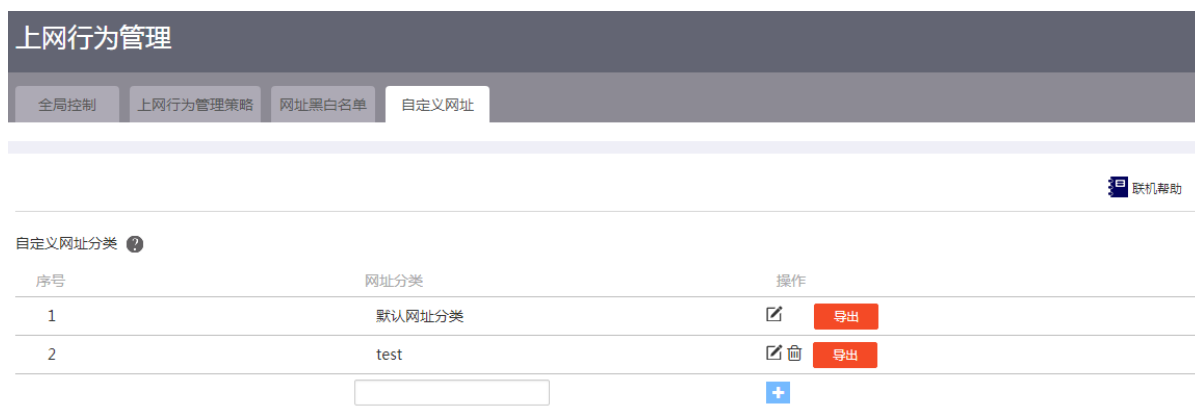 上网行为管理
全局控制 上网行为管理策略 网址黑白名单 自定义网址
联机帮助
自定义网址分类 ?
序号 网址分类 操作
1 默认网址分类 导出
2 test 导出
+